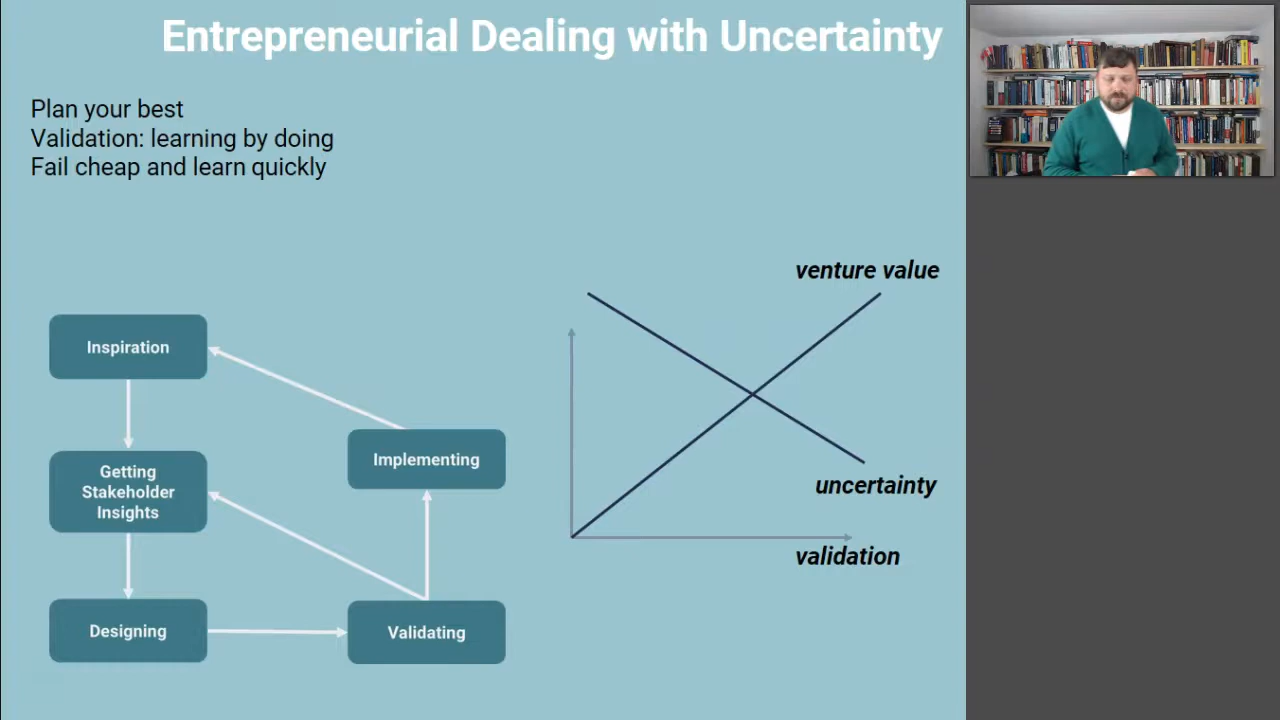 Entrepreneurial Dealing with Uncertainty
Plan your best
Validation: learning by doing
Fail cheap and learn quickly
venture value
Inspiration
Implementing
Getting
Stakeholder
Insights
uncertainty
validation
Designing
Validating